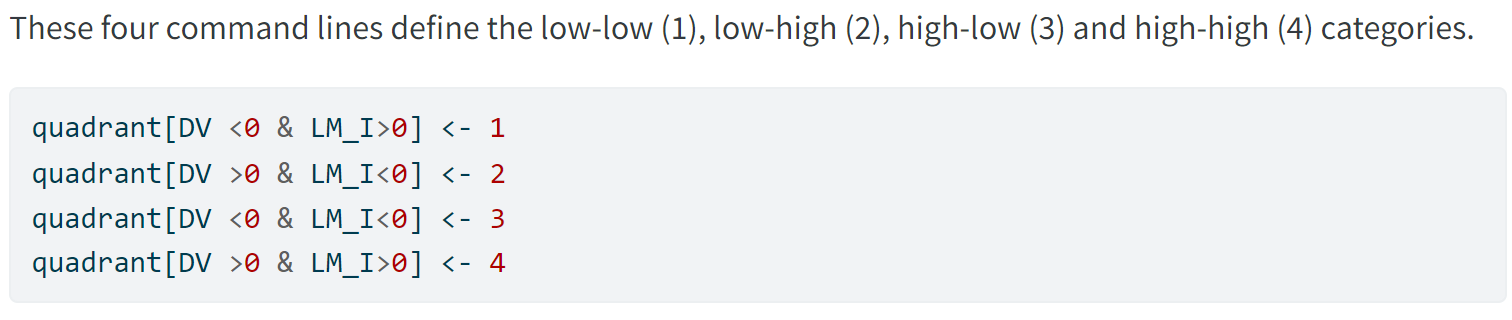 These four command lines define the low-low (1), low-high (2), high-low (3) and high-high (4) categories.
quadrant[DV <0 & LM_I>0] <- 1
quadrant[DV >0 & LM_I<0] <- 2
quadrant[DV <0 & LM_I<0] <- 3
quadrant[DV >0 & LM_I>0] <- 4